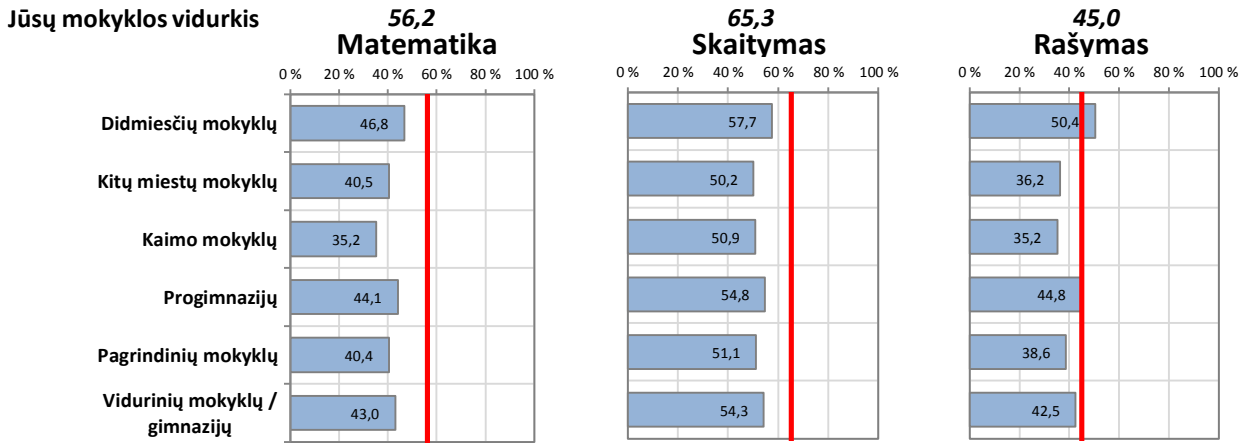 Jūsų mokyklos vidurkis 56,2 65,3 45,0
Matematika Skaitymas Rašymas
0 % 20 % 40 % 60 % 80 % 100 % 0 % 20 % 40 % 60 % 80 % 100 % 0 % 20 % 40 % 60 % 80 % 100 %
Didmiesčių mokyklų 46,8 57,7 50,4
Kitų miestų mokyklų 40,5 50,2 36,2
Kaimo mokyklų 35,2 50,9 35,2
Progimnazijų 44,1 54,8 44,8
Pagrindinių mokyklų 40,4 51,1 38,6
Vidurinių mokyklų /
gimnazijų 43,0 54,3 42,5